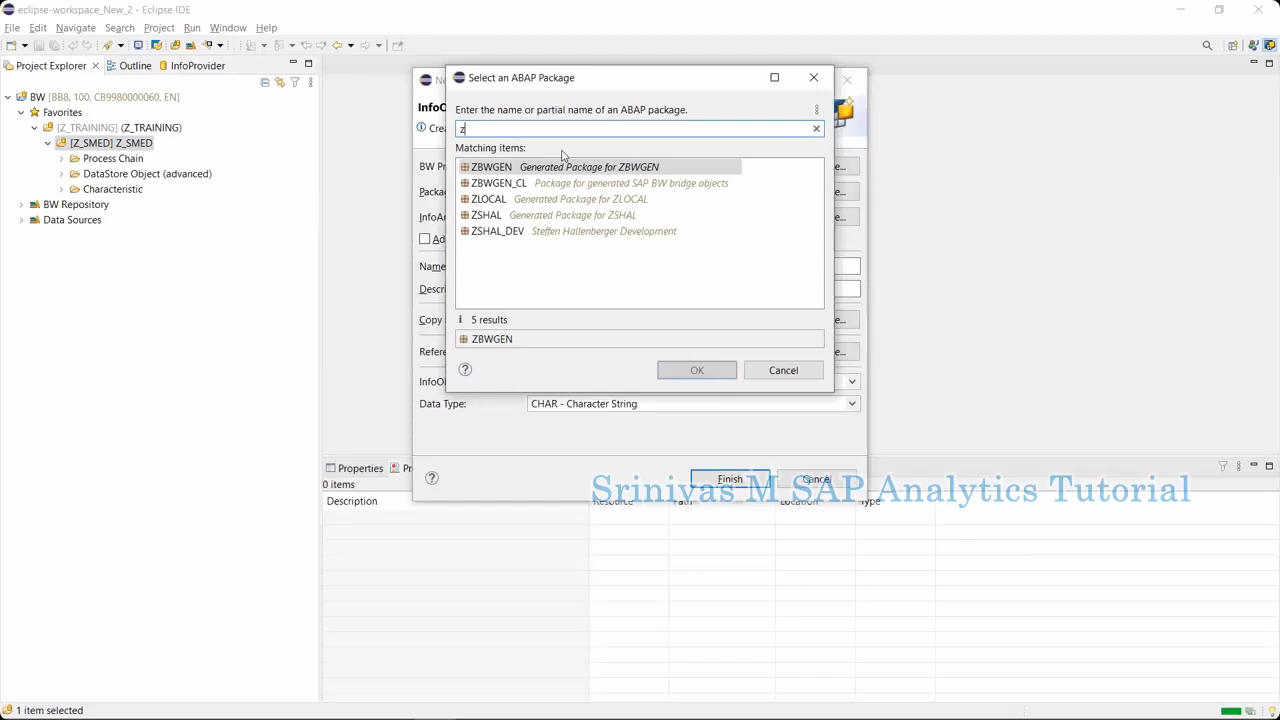 eclipse-workspace_New_2 - Eclipse IDE
File Edit Navigate Search Project Run Window Help
Project Explorer Outline InfoProvider
BW [BB8, 100, CB9980000060, EN]
Favorites
[Z_TRAINING] (Z_TRAINING)
[Z_SMED] Z_SMED
Process Chain
DataStore Object (advanced)
Characteristic
BW Repository
Data Sources
Select an ABAP Package
Enter the name or partial name of an ABAP package.
z
Matching items:
ZBWGEN Generated Package for ZBWGEN
ZBWGEN_CL Package for generated SAP BW bridge objects
ZLOCAL Generated Package for ZLOCAL
ZSHAL Generated Package for ZSHAL
ZSHAL_DEV Steffen Hallenberger Development
5 results
ZBWGEN
OK Cancel
Data Type: CHAR - Character String
Finish Cancel
Srinivas M SAP Analytics Tutorial
Properties
0 items
Description Resource Path Location Type
1 item selected